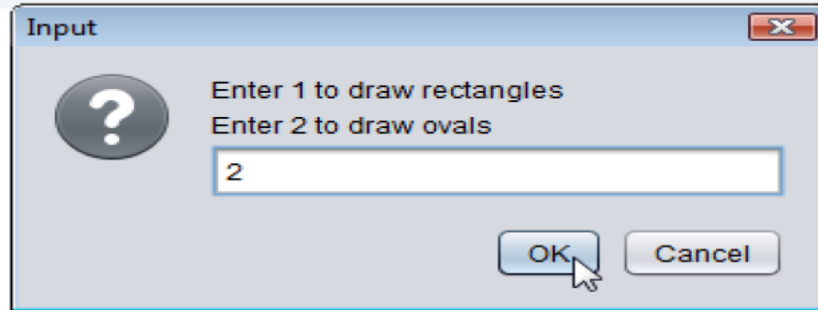 Input
Enter 1 to draw rectangles
Enter 2 to draw ovals
2
OK Cancel